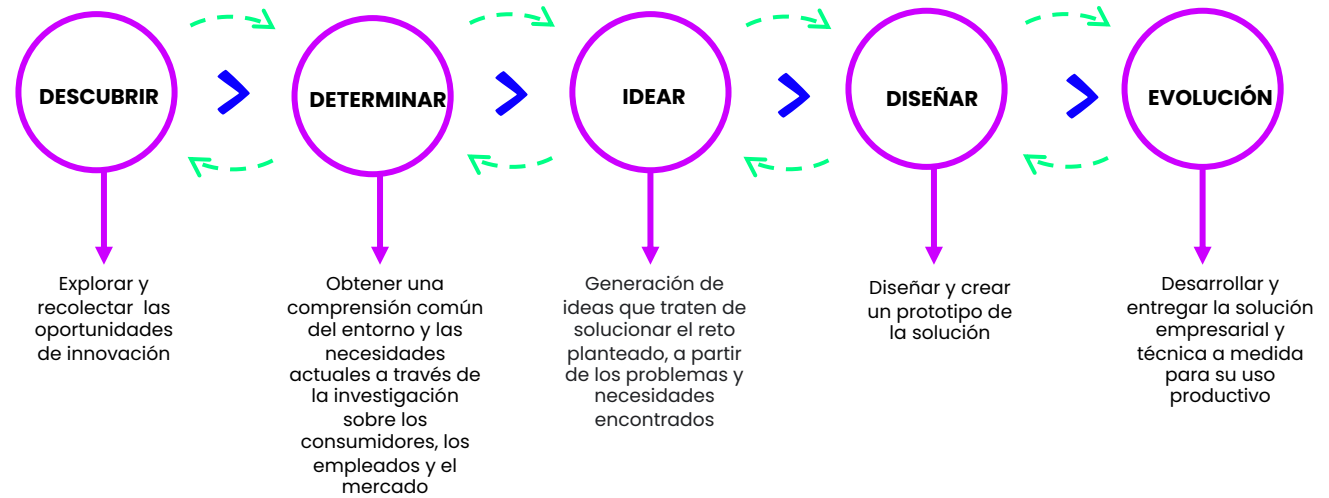 DESCUBRIR
DETERMINAR
IDEAR
DISEÑAR
EVOLUCIÓN
Explorar y
recolectar las
oportunidades
de innovación
Obtener una
comprensión común
del entorno y las
necesidades
actuales a través de
la investigación
sobre los
consumidores, los
empleados y el
mercado
Generación de
ideas que traten de
solucionar el reto
planteado, a partir
de los problemas y
necesidades
encontrados
Diseñar y crear
un prototipo de
la solución
Desarrollar y
entregar la solución
empresarial y
técnica a medida
para su uso
productivo